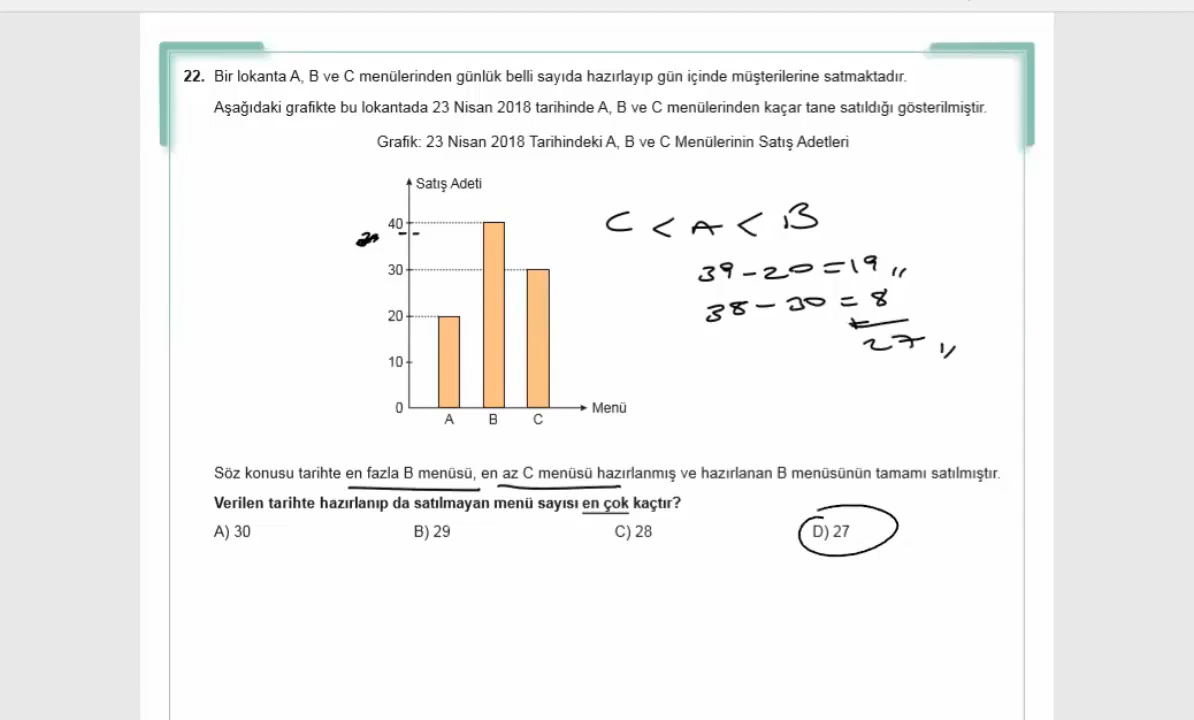 22. Bir lokanta A, B ve C menülerinden günlük belli sayıda hazırlayıp gün içinde müşterilerine satmaktadır.
Aşağıdaki grafikte bu lokantada 23 Nisan 2018 tarihinde A, B ve C menülerinden kaçar tane satıldığı gösterilmiştir.
Grafik: 23 Nisan 2018 Tarihindeki A, B ve C Menülerinin Satış Adetleri
Satış Adeti
40
30
20
10
0
A B C
Menü
C < A < B
39 - 20 = 19 "
38 - 30 = 8
+
27 "
Söz konusu tarihte en fazla B menüsü, en az C menüsü hazırlanmış ve hazırlanan B menüsünün tamamı satılmıştır.
Verilen tarihte hazırlanıp da satılmayan menü sayısı en çok kaçtır?
A) 30 B) 29 C) 28 D) 27